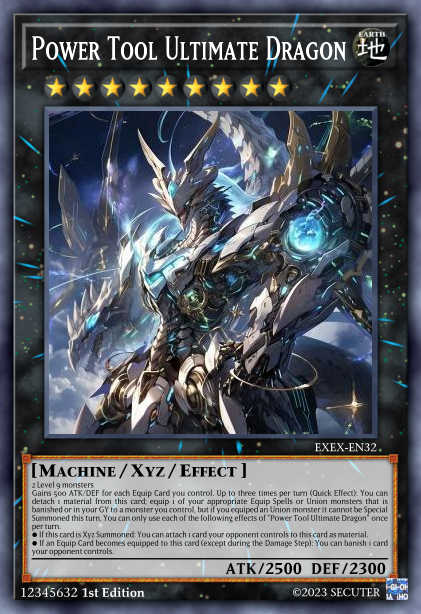 POWER TOOL ULTIMATE DRAGON
EARTH
地
EXEX-EN32
[MACHINE / XYZ / EFFECT ]
2 Level 9 monsters
Gains 500 ATK/DEF for each Equip Card you control. Up to three times per turn (Quick Effect): You can
detach 1 material from this card; equip 1 of your appropriate Equip Spells or Union monsters that is
banished or in your GY to a monster you control, but if you equiped an Union monster it cannot be Special
Summoned this turn. You can only use each of the following effects of "Power Tool Ultimate Dragon" once
per turn.
● If this card is Xyz Summoned: You can attach 1 card your opponent controls to this card as material.
● If an Equip Card becomes equipped to this card (except during the Damage Step): You can banish 1 card
your opponent controls.
ATK/2500 DEF/2300
12345632 1st Edition
©2023 SECUTER